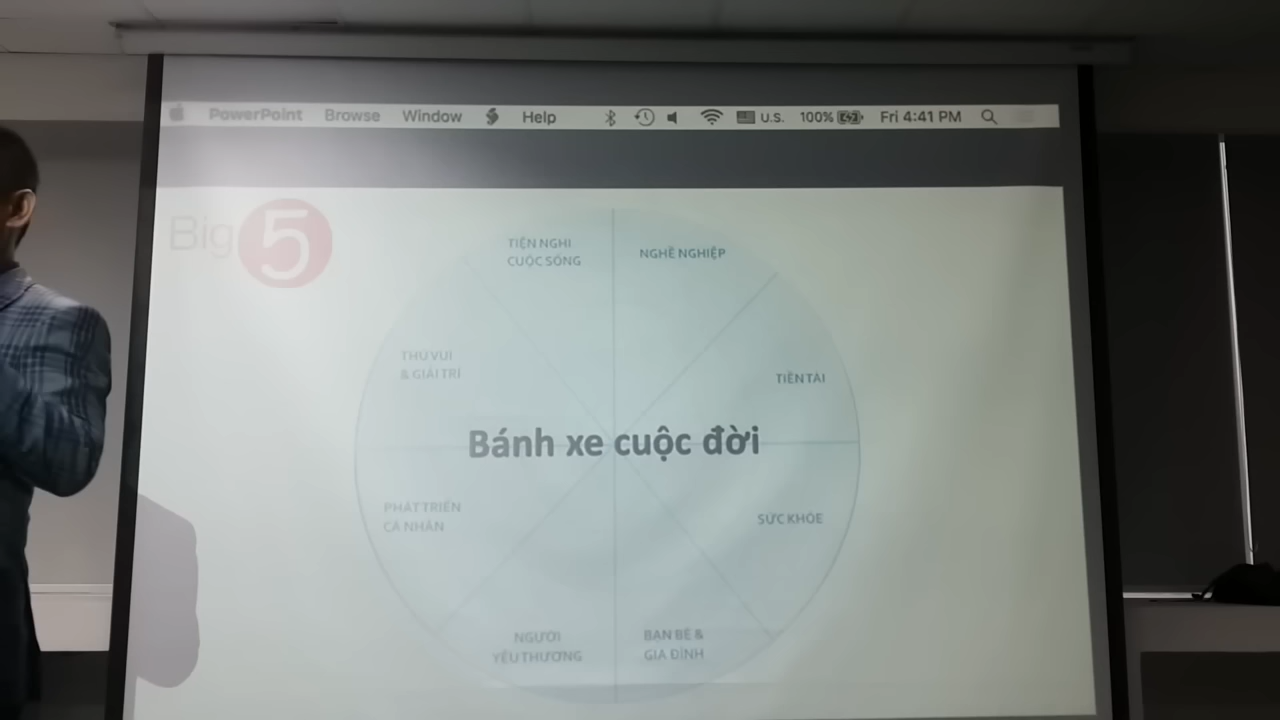 PowerPoint Browse Window Help U.S. 100% Fri 4:41 PM
Big 5
TIỆN NGHI
CUỘC SỐNG
NGHỀ NGHIỆP
THÚ VUI
& GIẢI TRÍ
TIỀN TÀI
Bánh xe cuộc đời
PHÁT TRIỂN
CÁ NHÂN
SỨC KHỎE
NGƯỜI
YÊU THƯƠNG
BẠN BÈ &
GIA ĐÌNH